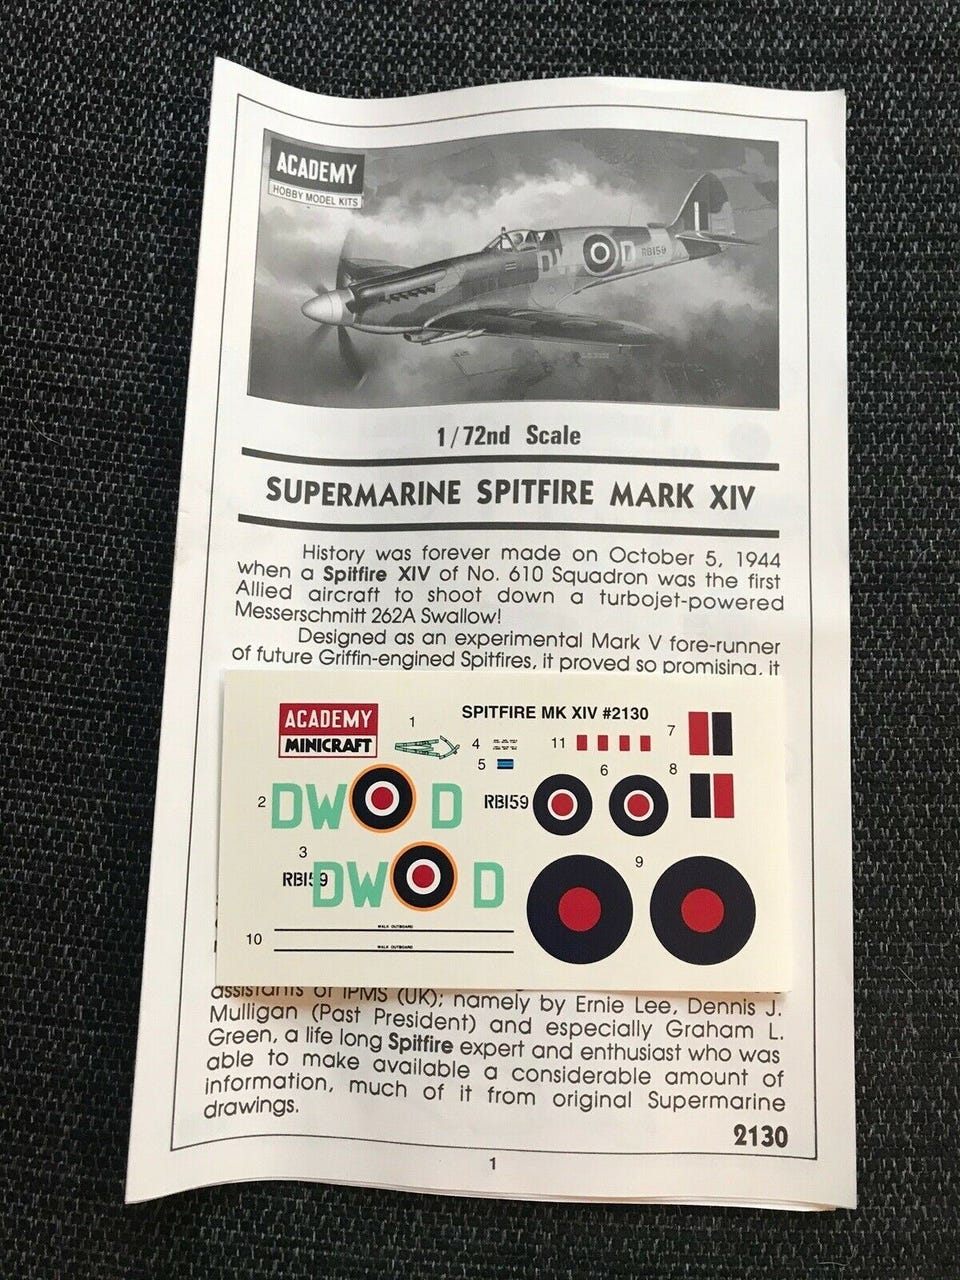 ACADEMY
HOBBY MODEL KITS
D
D
RB159
1/72nd Scale
SUPERMARINE SPITFIRE MARK XIV
History was forever made on October 5, 1944
when a Spitfire XIV of No. 610 Squadron was the first
Allied aircraft to shoot down a turbojet-powered
Messerschmitt 262A Swallow!
Designed as an experimental Mark V fore-runner
of future Griffin-engined Spitfires, it proved so promising, it
ACADEMY
MINICRAFT
SPITFIRE MK XIV #2130
1
4
5
11
7
2
DW D
RB159
6
8
3
RB159
DW D
9
10
WALK OUTBOARD
WALK OUTBOARD
assistants of IPMS (UK); namely by Ernie Lee, Dennis J.
Mulligan (Past President) and especially Graham L.
Green, a life long Spitfire expert and enthusiast who was
able to make available a considerable amount of
information, much of it from original Supermarine
drawings.
2130
1